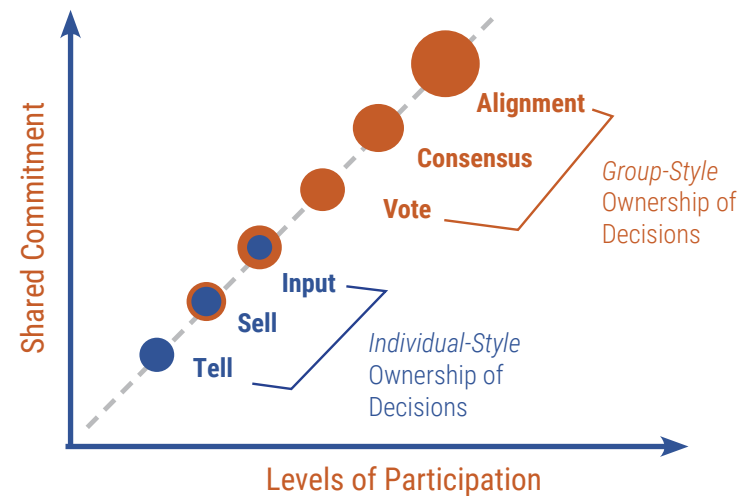 Shared Commitment
Alignment
Consensus
Vote
Group-Style
Ownership of
Decisions
Input
Sell
Tell
Individual-Style
Ownership of
Decisions
Levels of Participation